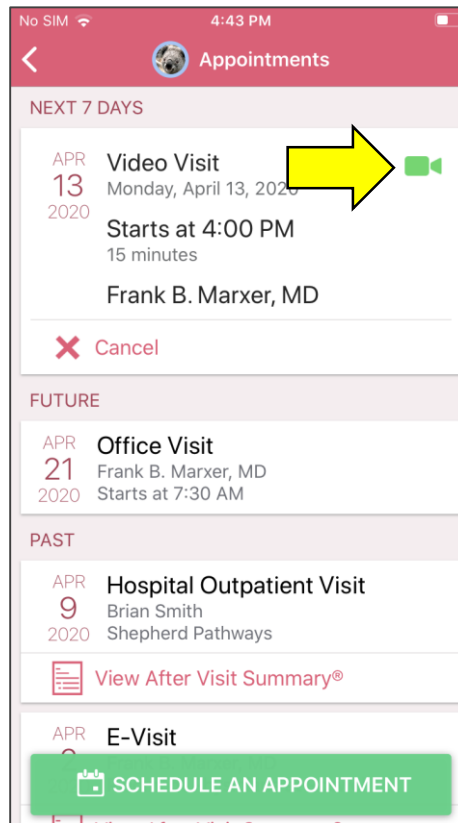 No SIM 4:43 PM
Appointments
NEXT 7 DAYS
APR
13
2020
Video Visit
Monday, April 13, 2020
Starts at 4:00 PM
15 minutes
Frank B. Marxer, MD
Cancel
FUTURE
APR
21
2020
Office Visit
Frank B. Marxer, MD
Starts at 7:30 AM
PAST
APR
9
2020
Hospital Outpatient Visit
Brian Smith
Shepherd Pathways
View After Visit Summary®
APR
E-Visit
SCHEDULE AN APPOINTMENT